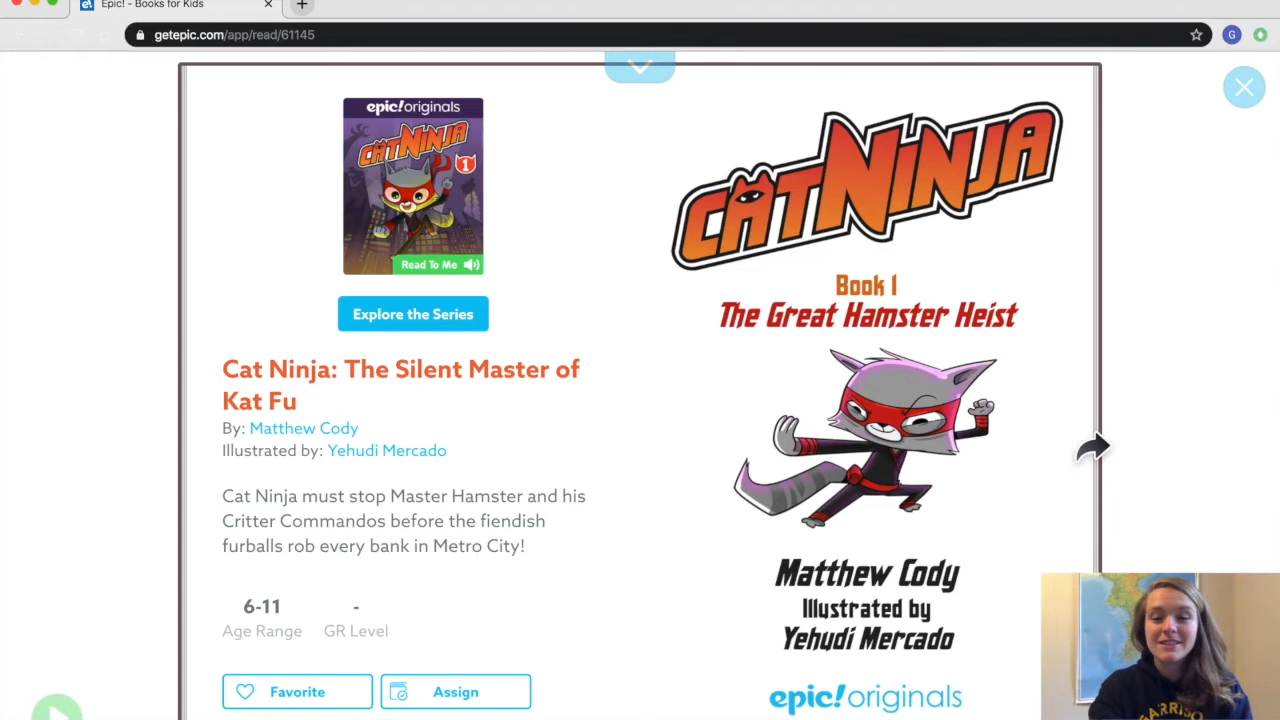 Epic! - Books for Kids
getepic.com/app/read/61145
G
epic!originals
CAT NINJA
1
Read To Me
Explore the Series
Cat Ninja: The Silent Master of
Kat Fu
By: Matthew Cody
Illustrated by: Yehudi Mercado
Cat Ninja must stop Master Hamster and his
Critter Commandos before the fiendish
furballs rob every bank in Metro City!
6-11
-
Age Range
GR Level
Favorite
Assign
CAT NINJA
Book 1
The Great Hamster Heist
Matthew Cody
Illustrated by
Yehudi Mercado
epic!originals